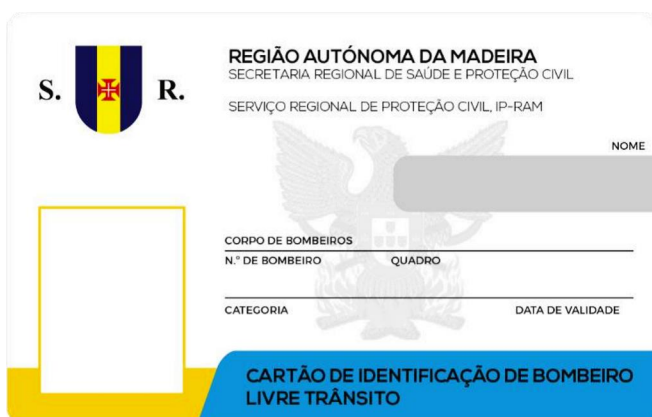 S. R.
REGIÃO AUTÓNOMA DA MADEIRA
SECRETARIA REGIONAL DE SAÚDE E PROTEÇÃO CIVIL
SERVIÇO REGIONAL DE PROTEÇÃO CIVIL, IP-RAM
NOME
CORPO DE BOMBEIROS
N.º DE BOMBEIRO QUADRO
CATEGORIA DATA DE VALIDADE
CARTÃO DE IDENTIFICAÇÃO DE BOMBEIRO
LIVRE TRÂNSITO